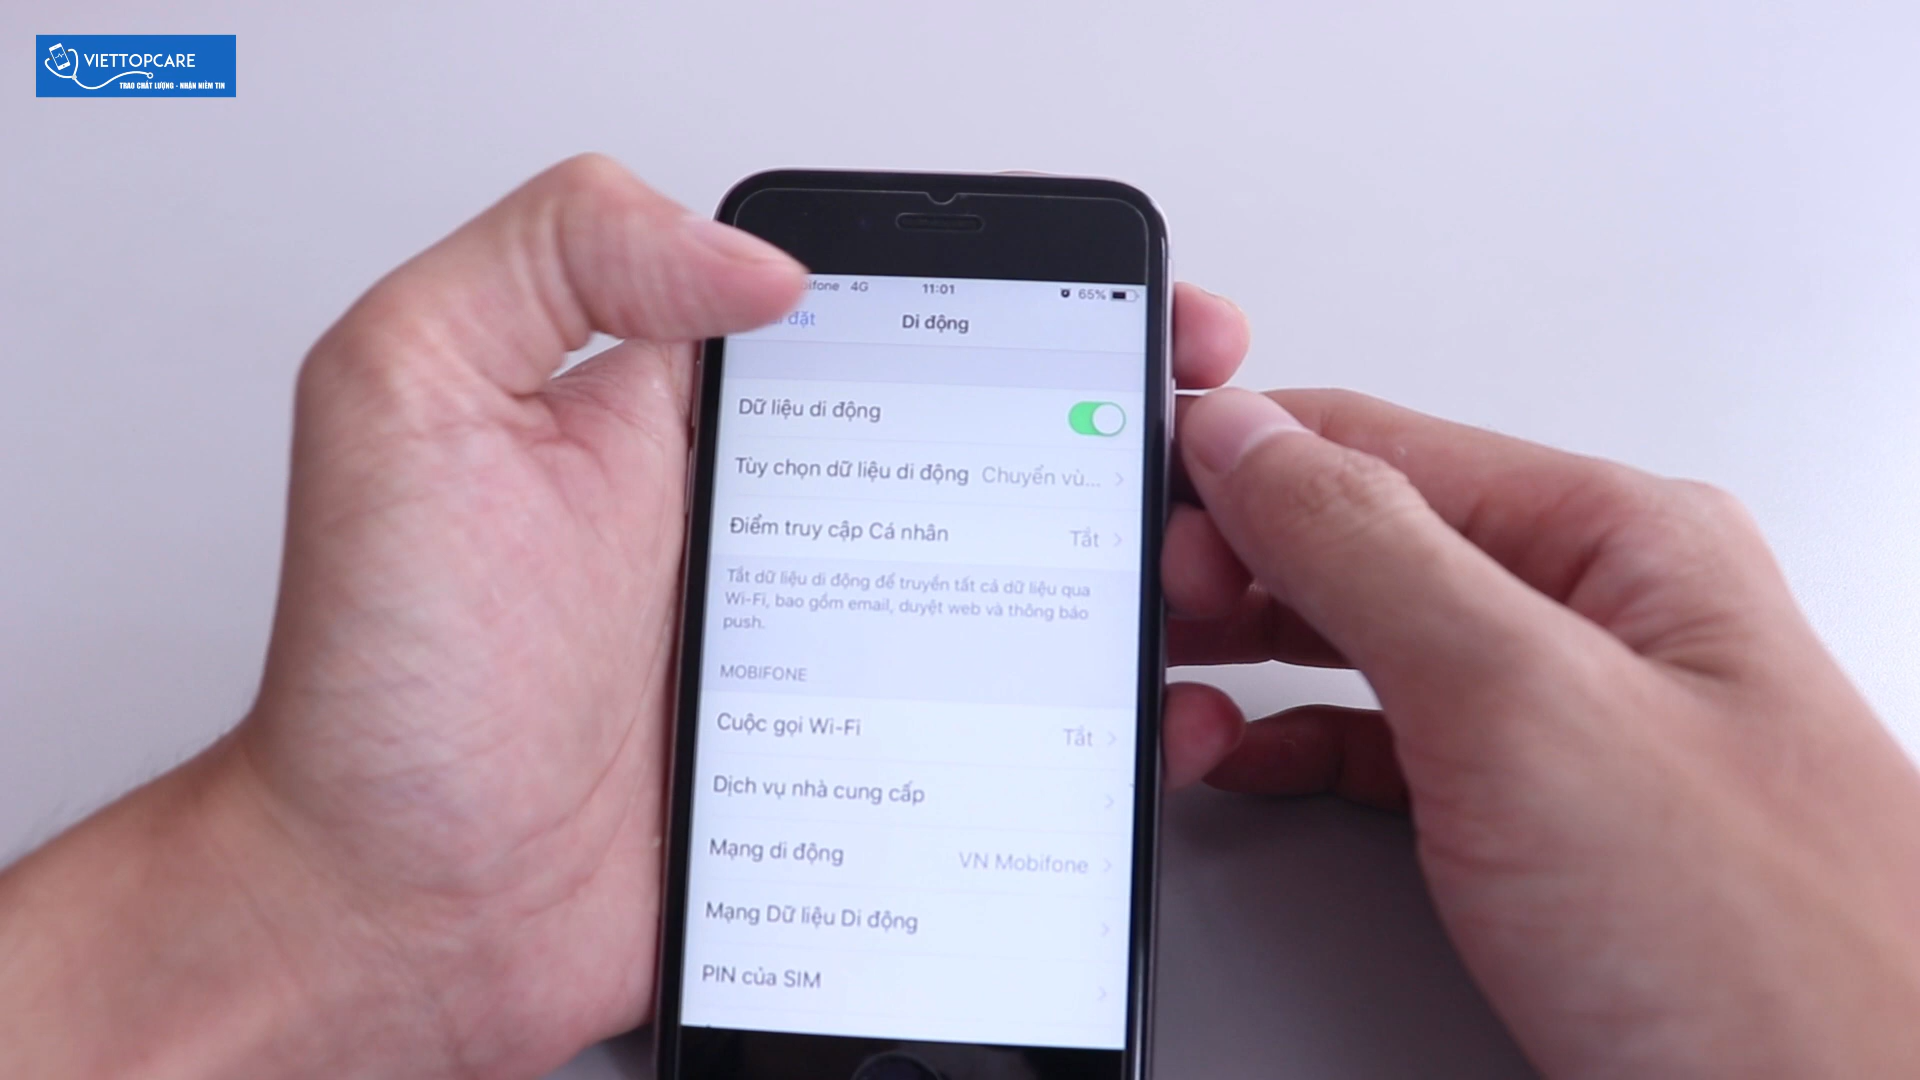 VIETTOPCARE
TRAO CHẤT LƯỢNG - NHẬN NIỀM TIN
4G 11:01 65%
đặt Di động
Dữ liệu di động
Tùy chọn dữ liệu di động Chuyển vù...
Điểm truy cập Cá nhân Tắt
Tắt dữ liệu di động để truyền tất cả dữ liệu qua
Wi-Fi, bao gồm email, duyệt web và thông báo
push.
MOBIFONE
Cuộc gọi Wi-Fi Tắt
Dịch vụ nhà cung cấp
Mạng di động VN Mobifone
Mạng Dữ liệu Di động
PIN của SIM